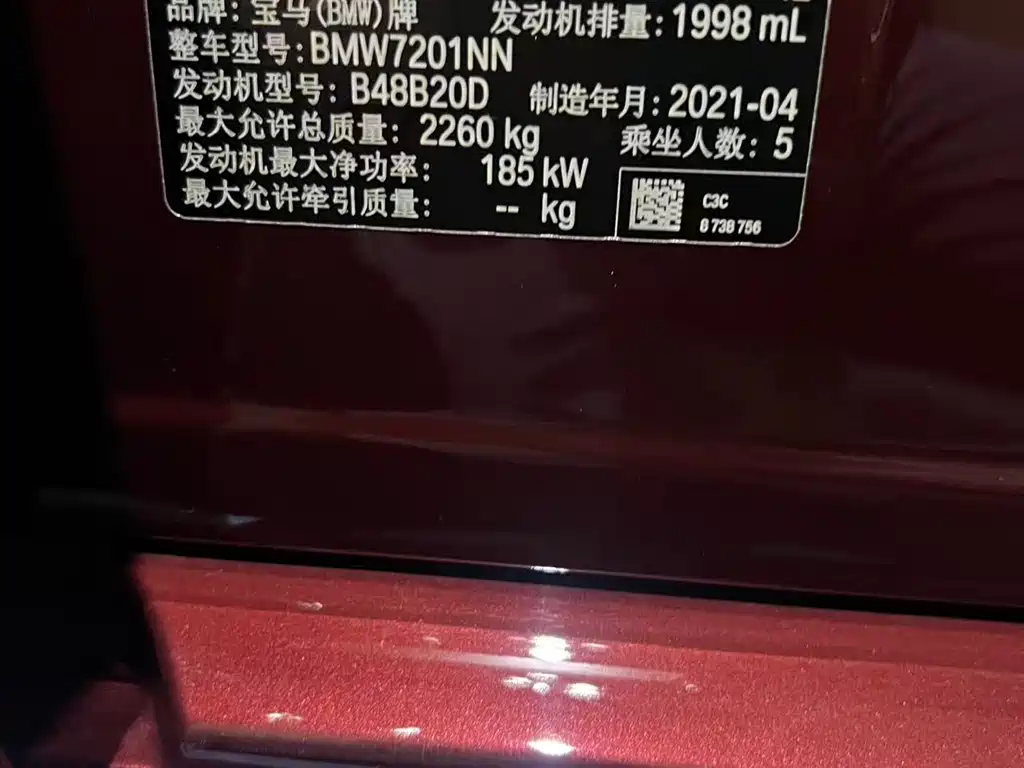 品牌: 宝马(BMW)牌 发动机排量: 1998 mL
整车型号: BMW7201NN
发动机型号: B48B20D 制造年月: 2021-04
最大允许总质量: 2260 kg 乘坐人数: 5
发动机最大净功率: 185 kW
最大允许牵引质量: -- kg
C3C
8 738 756